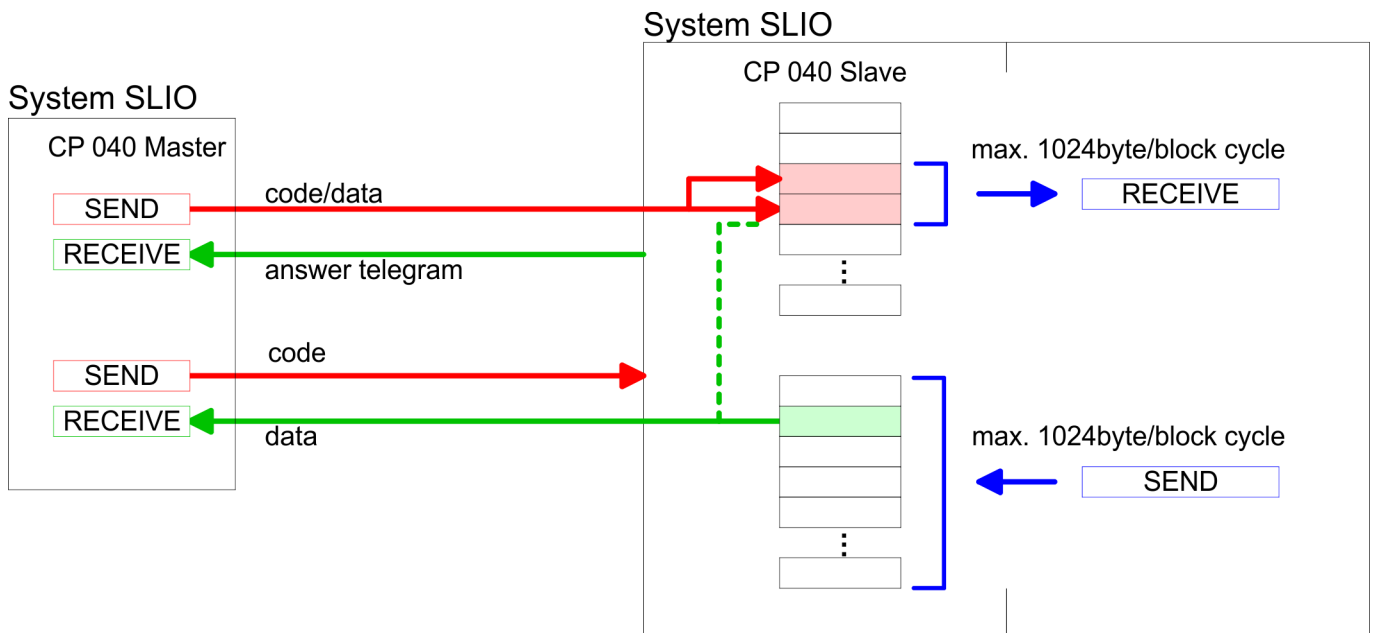 System SLIO
CP 040 Slave
System SLIO
CP 040 Master
max. 1024byte/block cycle
code/data
SEND
RECEIVE
RECEIVE
answer telegram
code
SEND
RECEIVE
data
max. 1024byte/block cycle
SEND